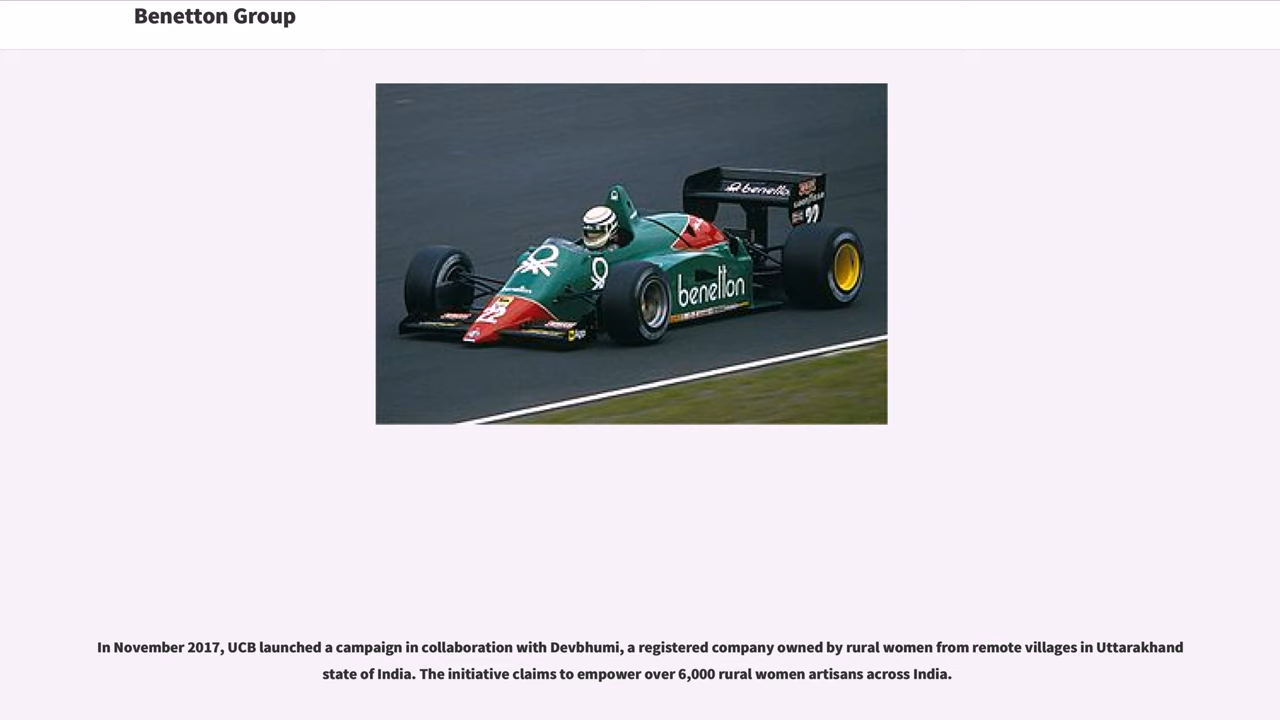 Benetton Group
benetton
benetton
In November 2017, UCB launched a campaign in collaboration with Devbhumi, a registered company owned by rural women from remote villages in Uttarakhand
state of India. The initiative claims to empower over 6,000 rural women artisans across India.